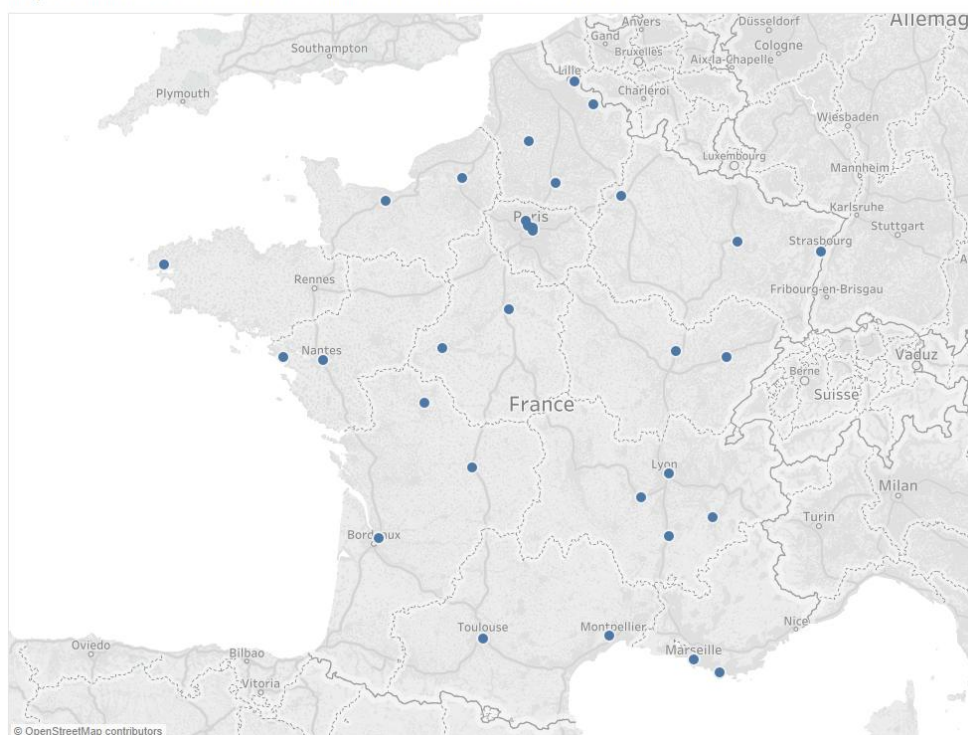 Anvers
Allemag
Düsseldorf
Southampton
Gand
Bruxelles
Cologne
Aix-la-Chapelle
Lille
Charleroi
Plymouth
Wiesbaden
Luxembourg
Mannheim
Karlsruhe
Paris
Stuttgart
Strasbourg
Rennes
Fribourg-en-Brisgau
Nantes
Vaduz
Berne
Suisse
France
Lyon
Milan
Turin
Bordeaux
Toulouse
Montpellier
Nice
Oviedo
Marseille
Bilbao
Vitoria
© OpenStreetMap contributors